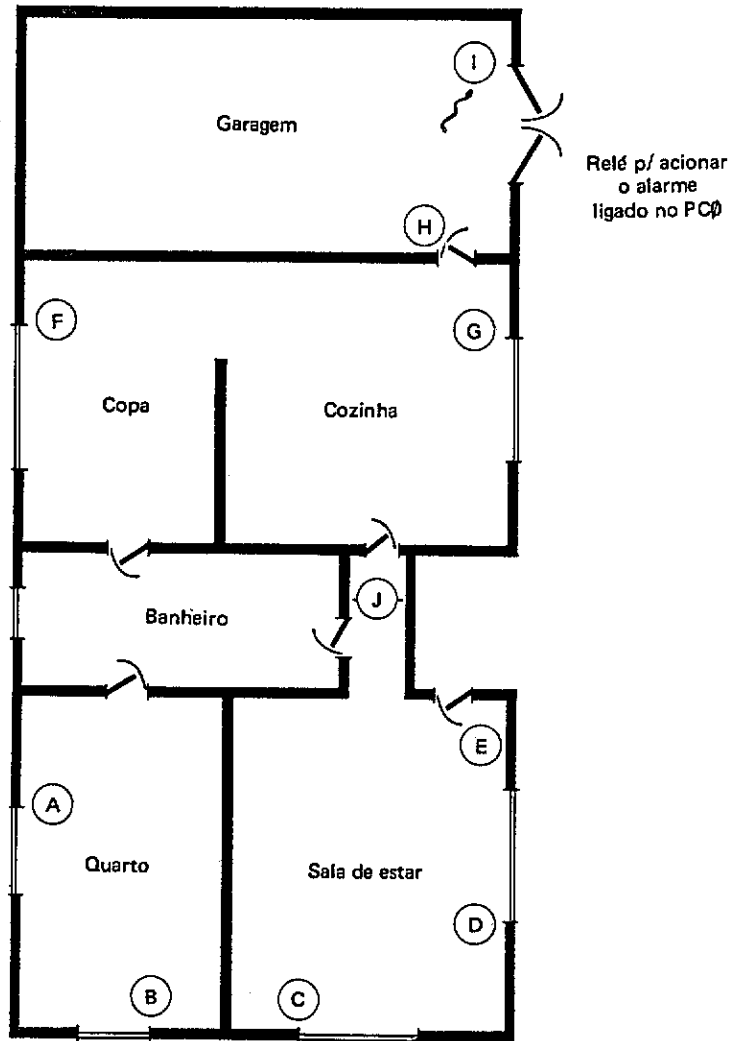 I
Garagem
Relé p/ acionar
o alarme
ligado no PCØ
H
F
G
Copa
Cozinha
J
Banheiro
E
A
Quarto
Sala de estar
D
B
C